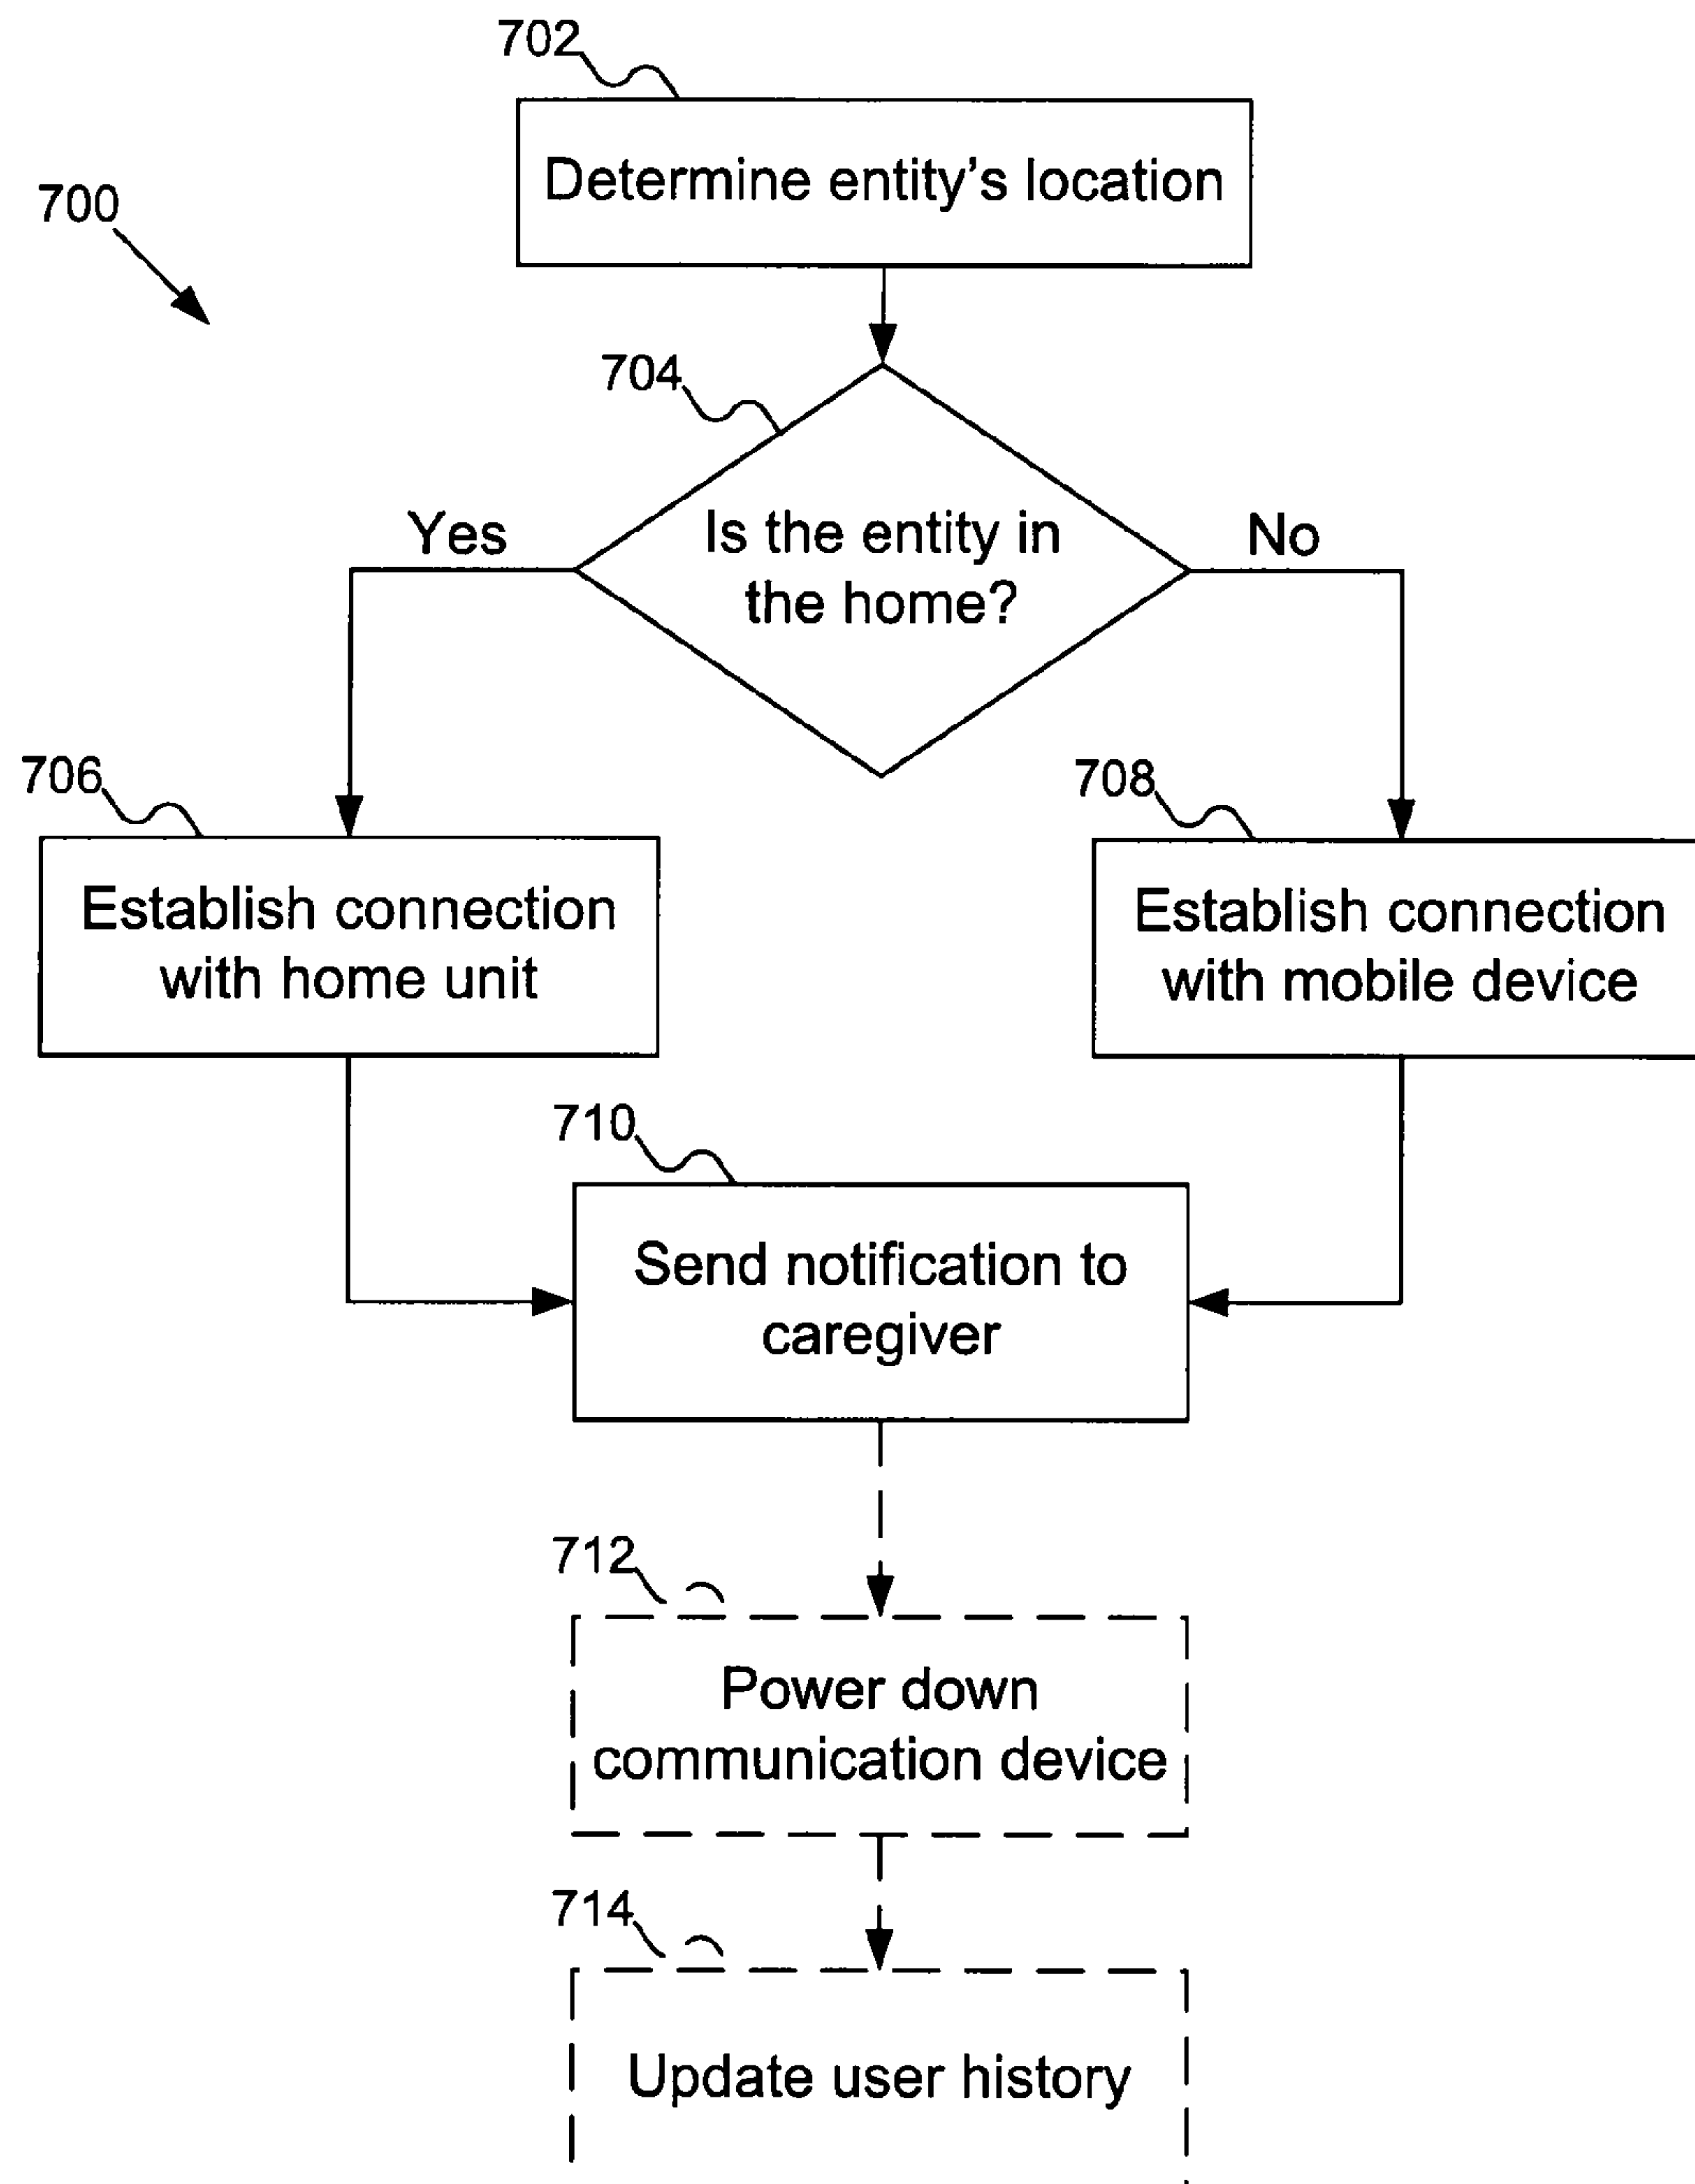 702
Determine entity's location
700
704
Yes
Is the entity in
the home?
No
706
Establish connection
with home unit
708
Establish connection
with mobile device
710
Send notification to
caregiver
712
Power down
communication device
714
Update user history